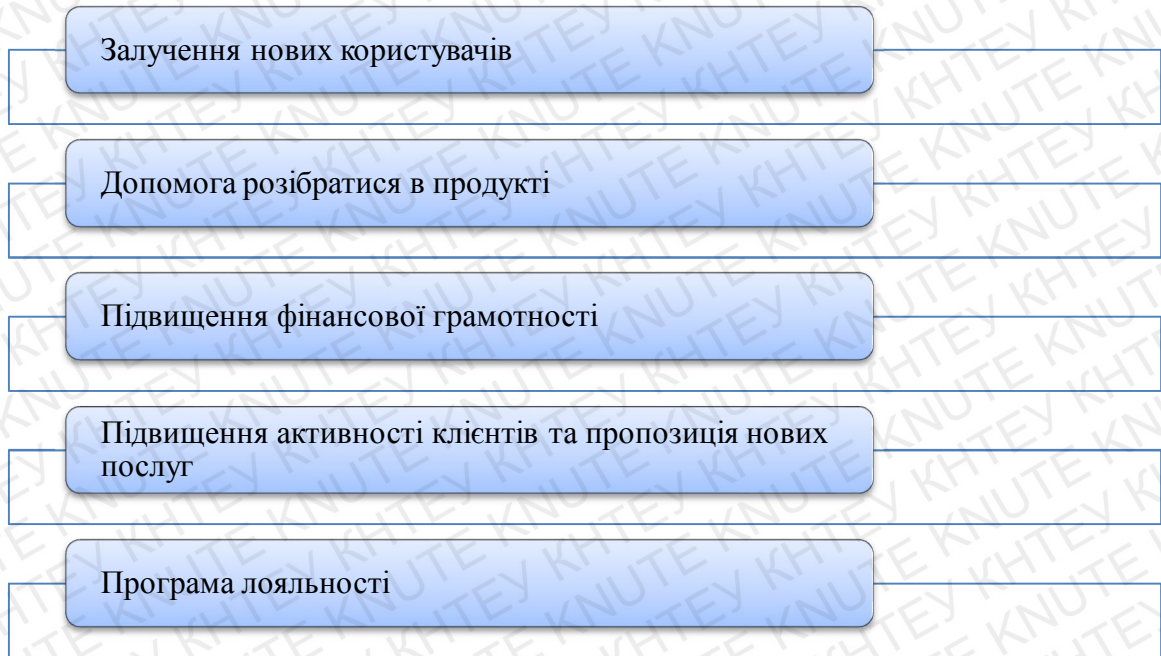 Залучення нових користувачів
Допомога розібратися в продукті
Підвищення фінансової грамотності
Підвищення активності клієнтів та пропозиція нових
послуг
Програма лояльності